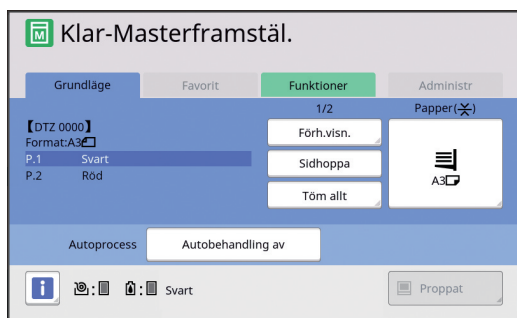 Klar-Masterframstäl.
Grundläge Favorit Funktioner Administr
1/2 Papper( )
【DTZ 0000】
Format:A3
Förh.visn.
P.1 Svart
Sidhoppa
P.2 Röd
A3
Töm allt
Autoprocess Autobehandling av
i : : Svart Proppat